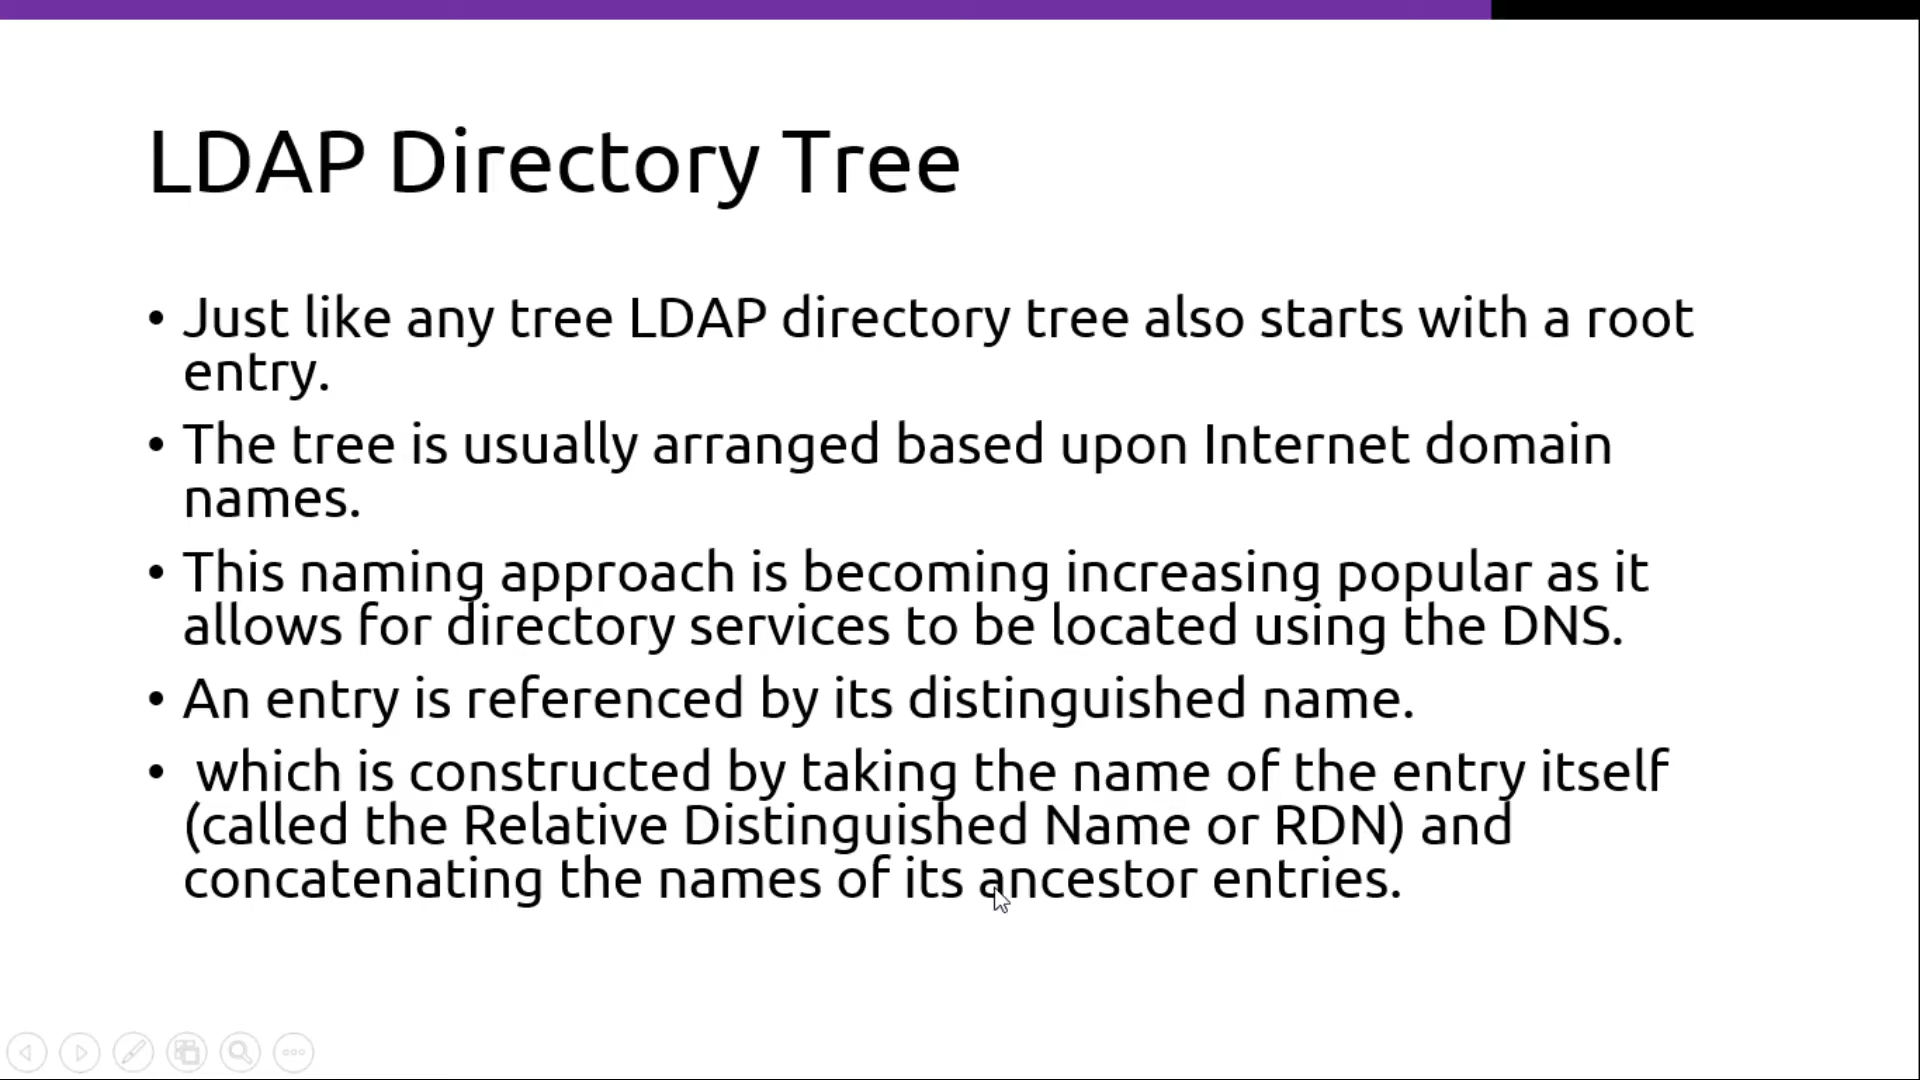 LDAP Directory Tree
• Just like any tree LDAP directory tree also starts with a root
entry.
• The tree is usually arranged based upon Internet domain
names.
• This naming approach is becoming increasing popular as it
allows for directory services to be located using the DNS.
• An entry is referenced by its distinguished name.
• which is constructed by taking the name of the entry itself
(called the Relative Distinguished Name or RDN) and
concatenating the names of its ancestor entries.